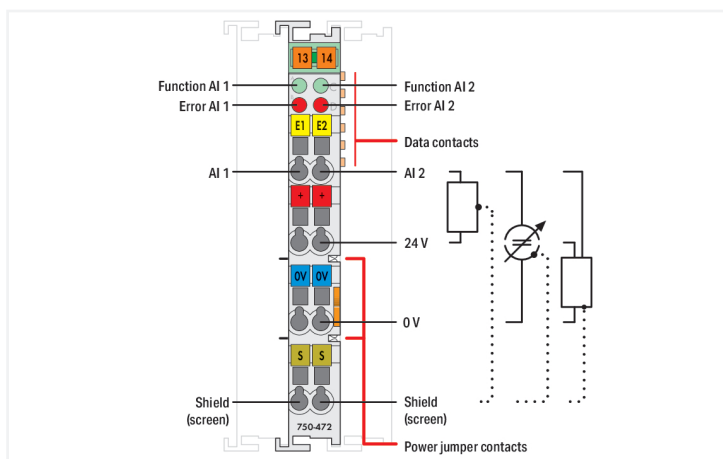 13 14
Function AI 1
Function AI 2
Error AI 1
Error AI 2
E1 E2
Data contacts
AI 1
AI 2
+ +
24 V
0V 0V
0 V
S S
Shield
(screen)
Shield
(screen)
750-472
Power jumper contacts